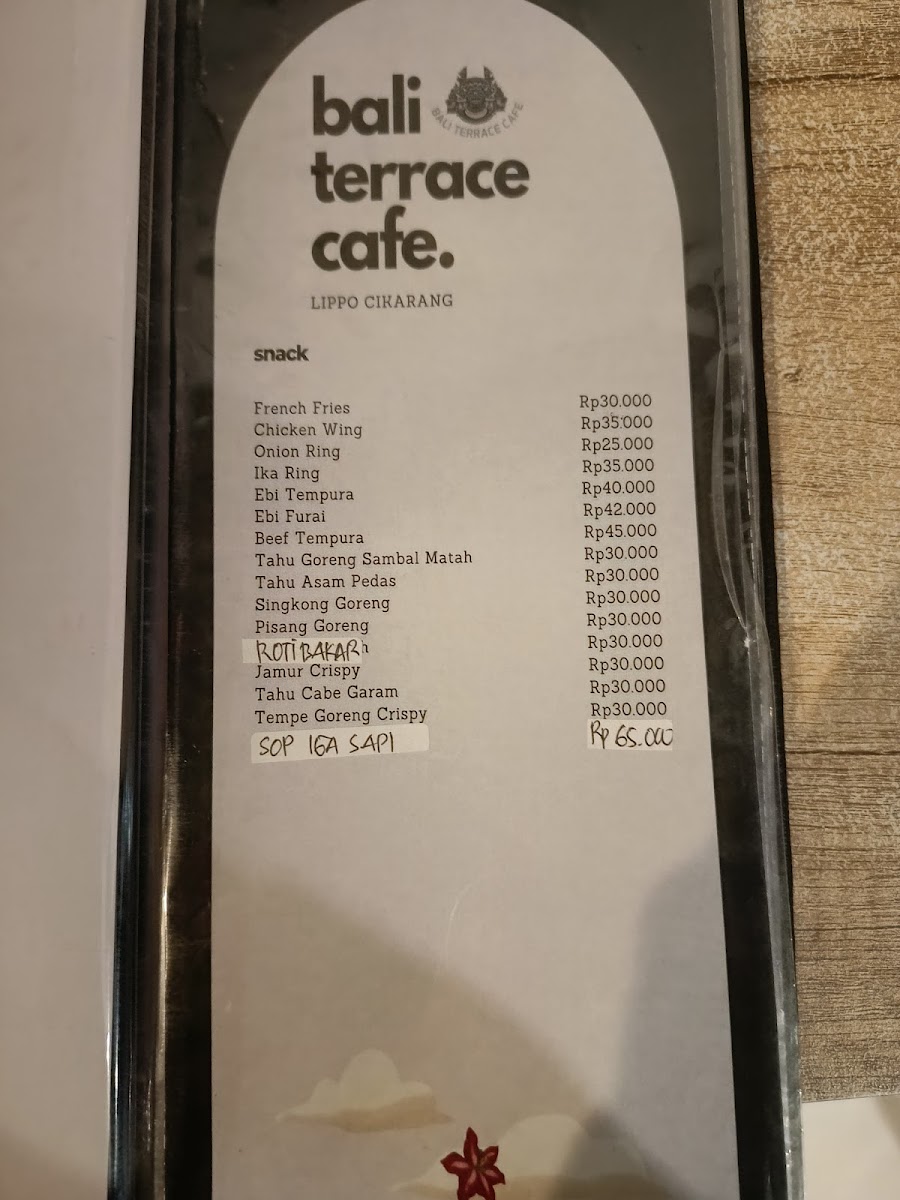 bali
BALI TERRACE CAFE
terrace
cafe.
LIPPO CIKARANG
snack
French Fries Rp30.000
Chicken Wing Rp35.000
Onion Ring Rp25.000
Ika Ring Rp35.000
Ebi Tempura Rp40.000
Ebi Furai Rp42.000
Beef Tempura Rp45.000
Tahu Goreng Sambal Matah Rp30.000
Tahu Asam Pedas Rp30.000
Singkong Goreng Rp30.000
Pisang Goreng Rp30.000
ROTI BAKAR Rp30.000
Jamur Crispy Rp30.000
Tahu Cabe Garam Rp30.000
Tempe Goreng Crispy Rp30.000
SOP IGA SAPI Rp 65.000